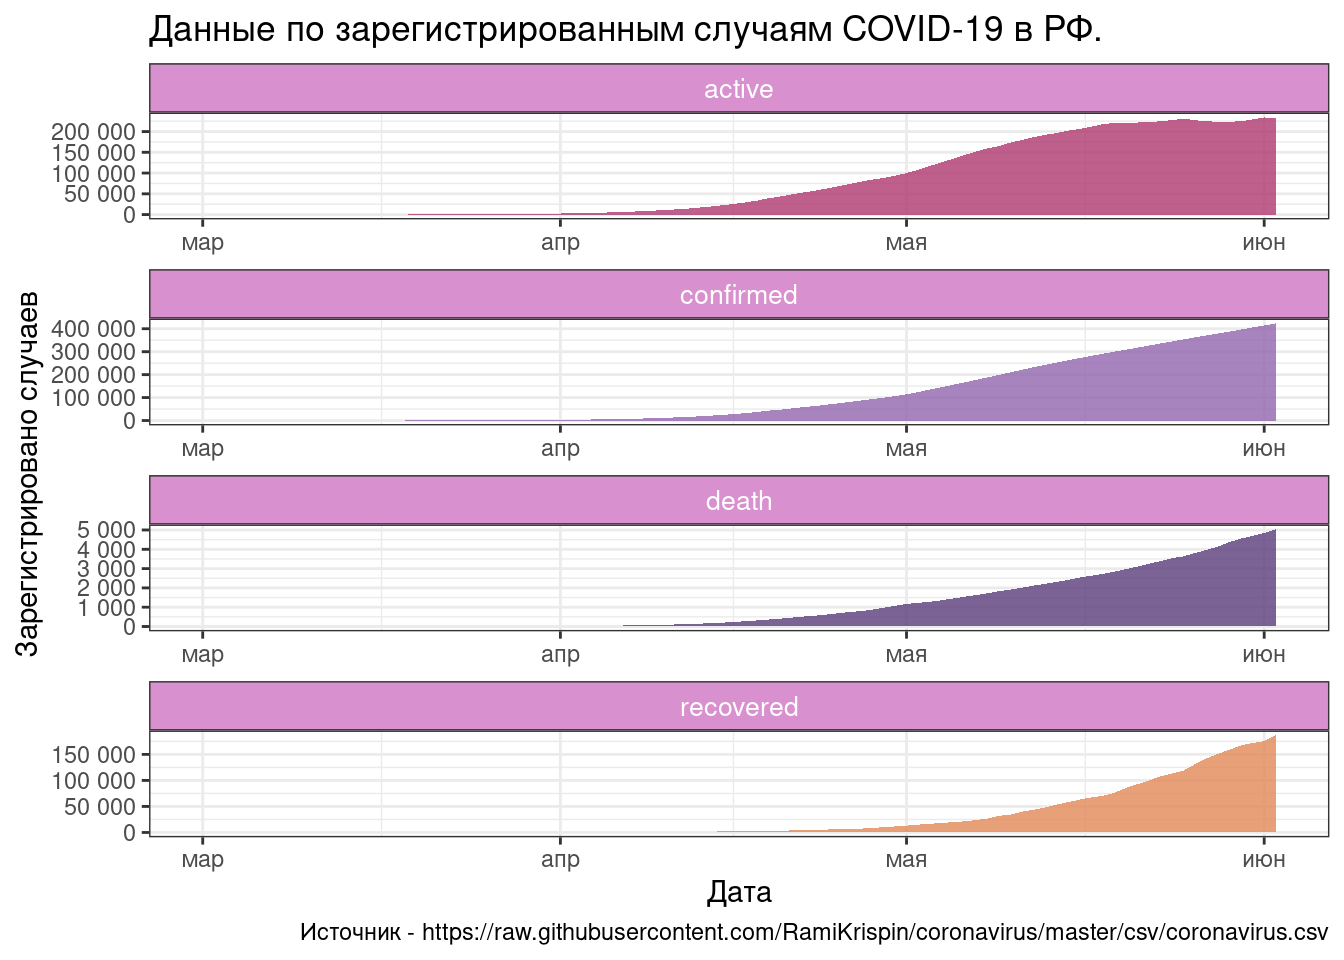 Данные по зарегистрированным случаям COVID-19 в РФ.
active
200 000
150 000
100 000
50 000
0
мар апр мая июн
confirmed
400 000
300 000
200 000
100 000
0
мар апр мая июн
Зарегистрировано случаев
death
5 000
4 000
3 000
2 000
1 000
0
мар апр мая июн
recovered
150 000
100 000
50 000
0
мар апр мая июн
Дата
Источник - https://raw.githubusercontent.com/RamiKrispin/coronavirus/master/csv/coronavirus.csv